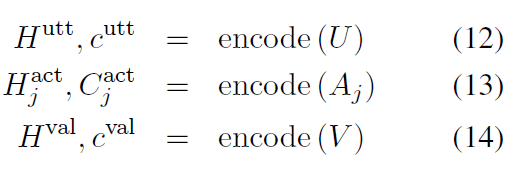 H^utt, c^utt = encode (U) (12)
H_j^act, C_j^act = encode (A_j) (13)
H^val, c^val = encode (V) (14)